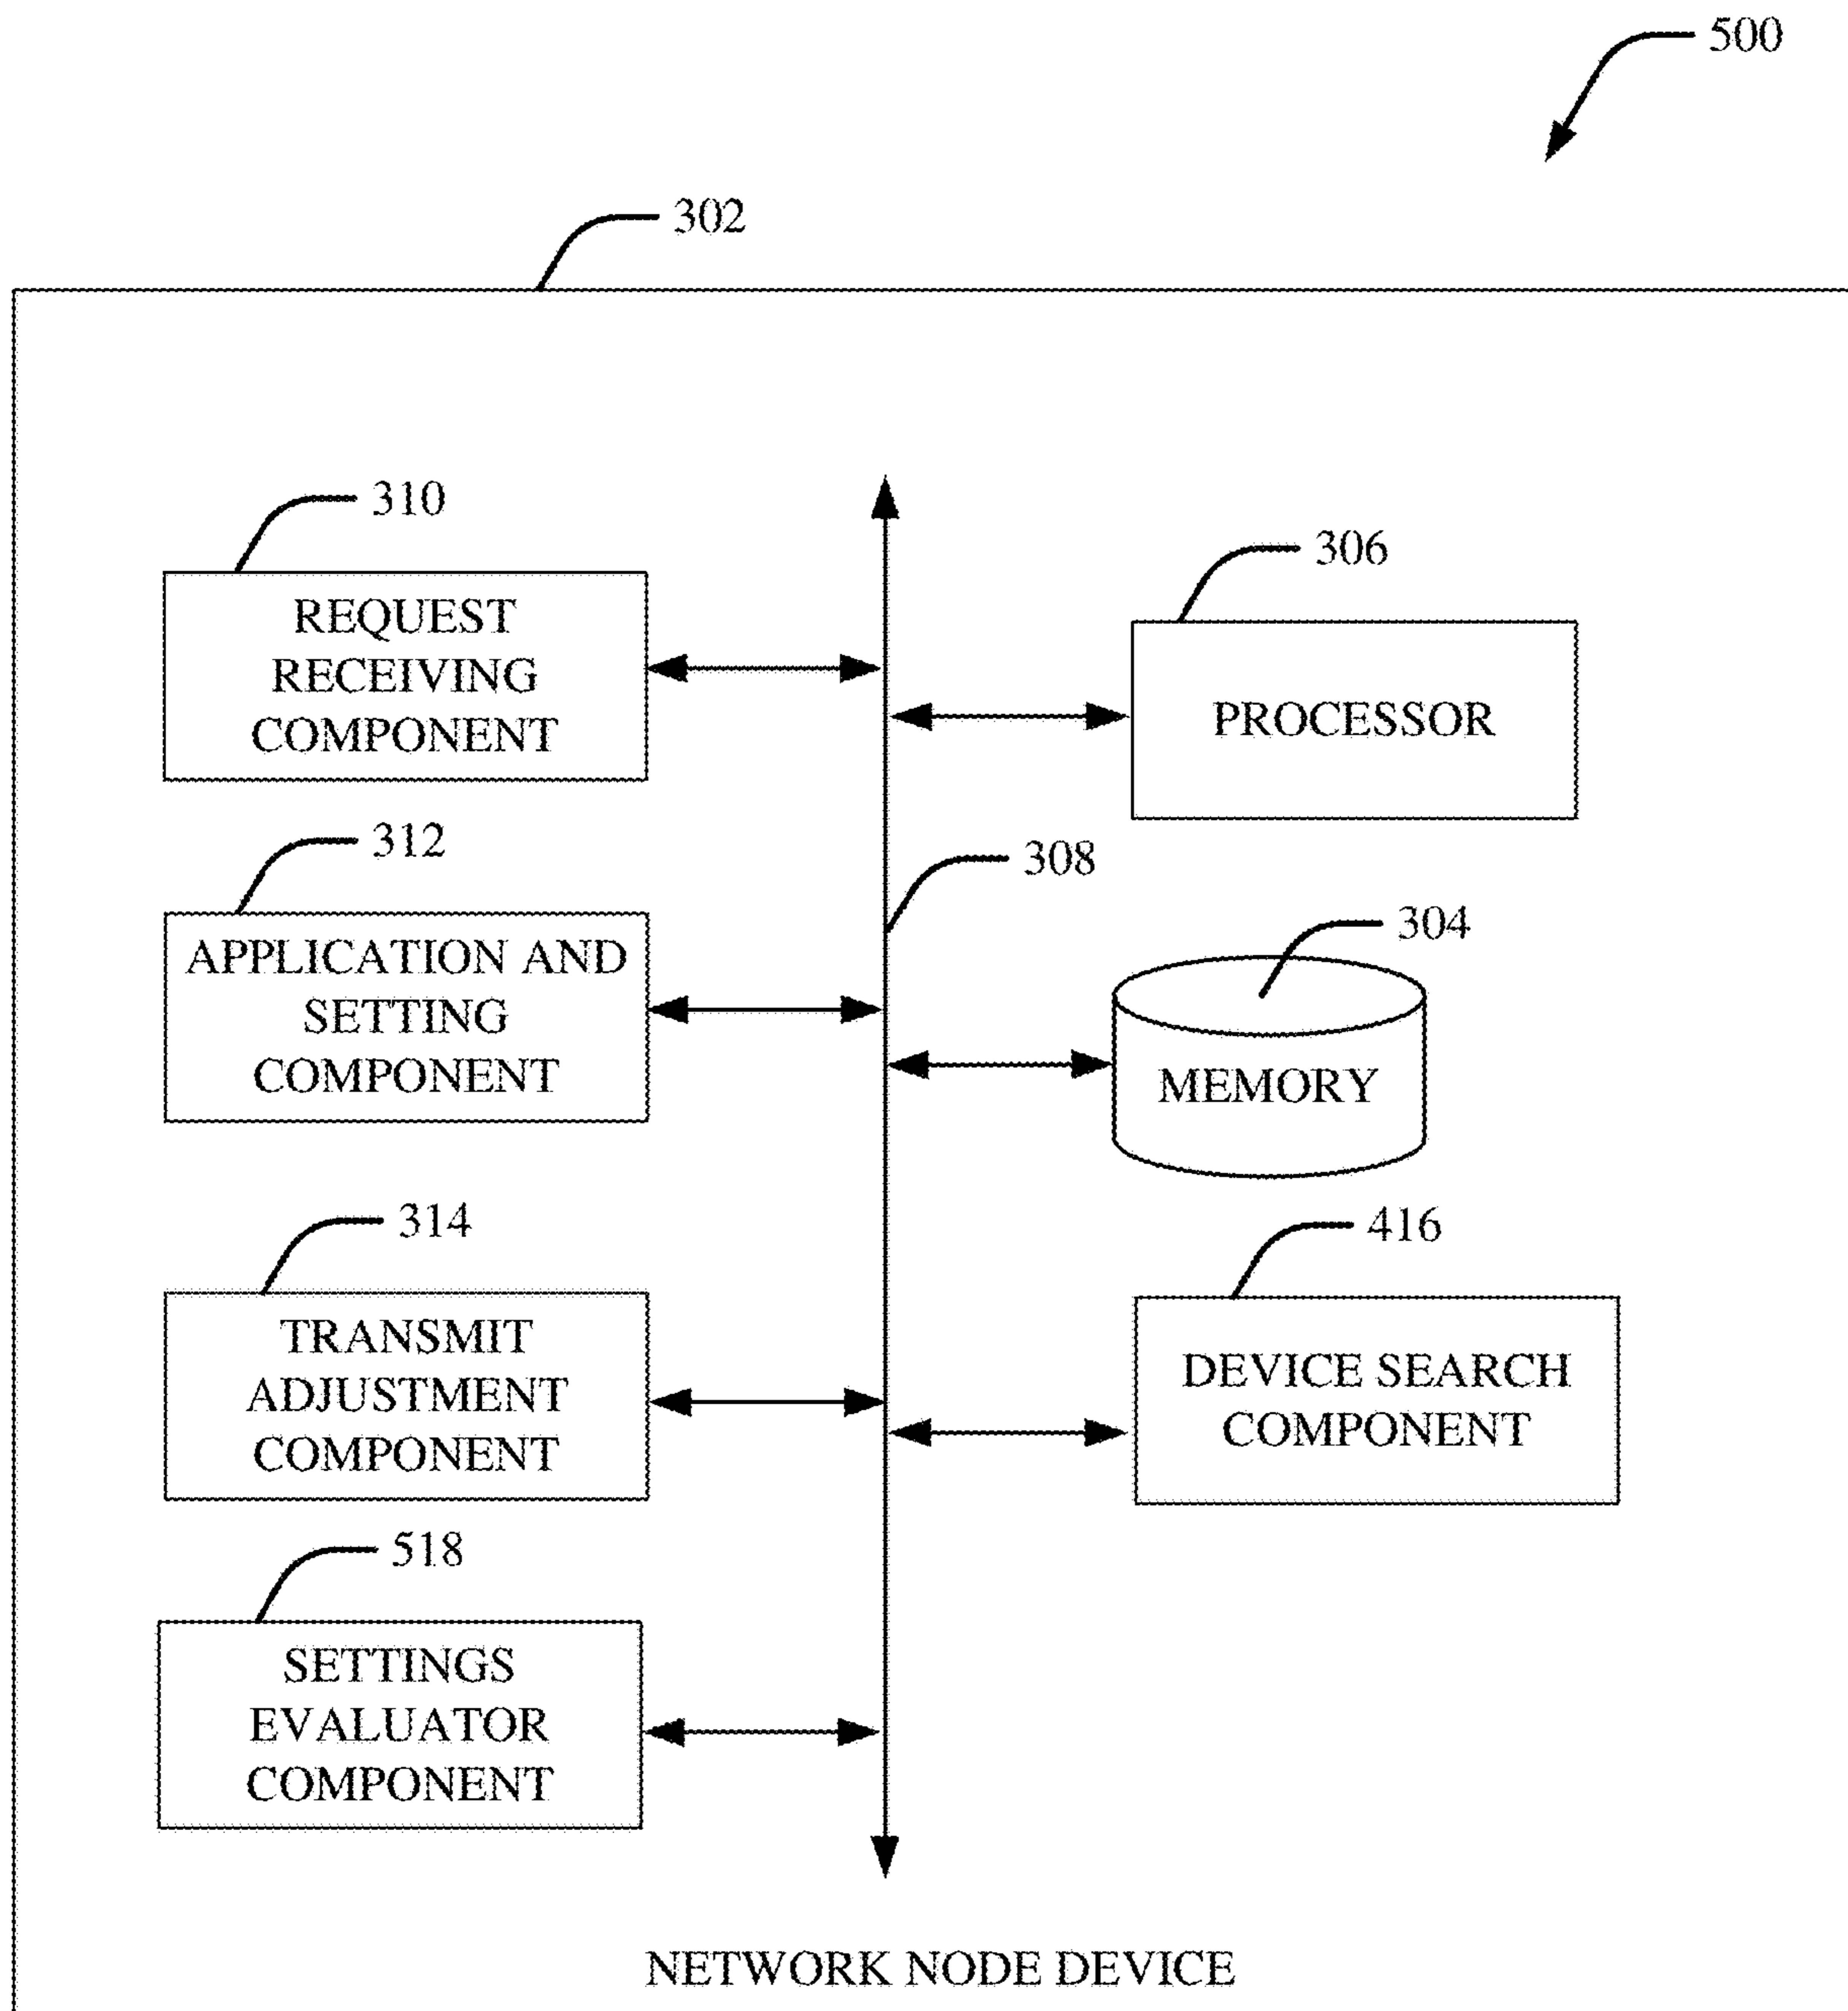 500
302
310
REQUEST
RECEIVING
COMPONENT
306
PROCESSOR
312
APPLICATION AND
SETTING
COMPONENT
308
304
MEMORY
314
TRANSMIT
ADJUSTMENT
COMPONENT
416
DEVICE SEARCH
COMPONENT
518
SETTINGS
EVALUATOR
COMPONENT
NETWORK NODE DEVICE